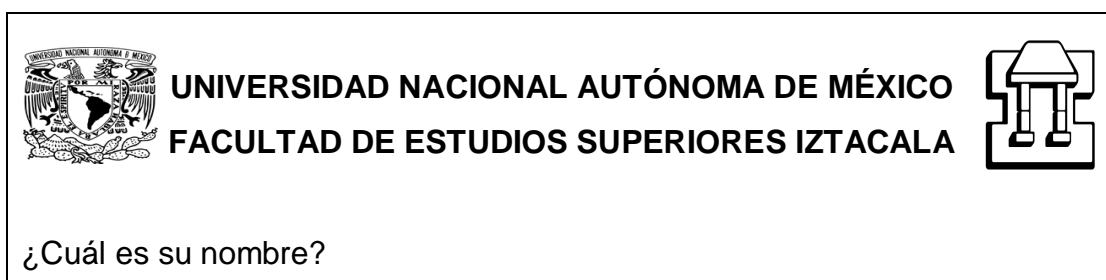 UNIVERSIDAD NACIONAL AUTÓNOMA DE MÉXICO
FACULTAD DE ESTUDIOS SUPERIORES IZTACALA
¿Cuál es su nombre?